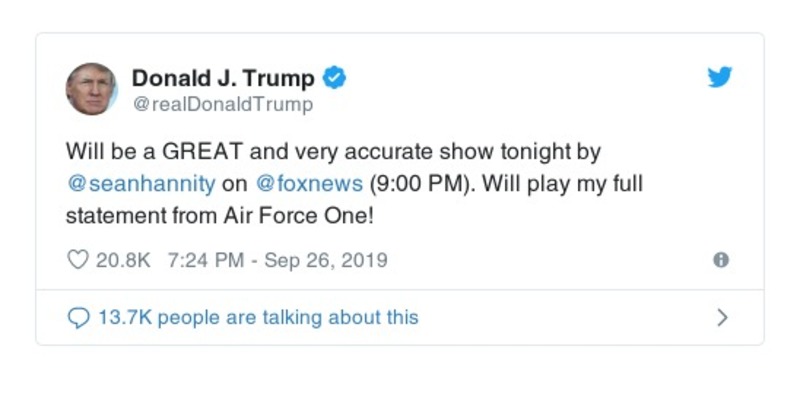 Donald J. Trump
@realDonaldTrump
Will be a GREAT and very accurate show tonight by
@seanhannity on @foxnews (9:00 PM). Will play my full
statement from Air Force One!
20.8K 7:24 PM - Sep 26, 2019
13.7K people are talking about this